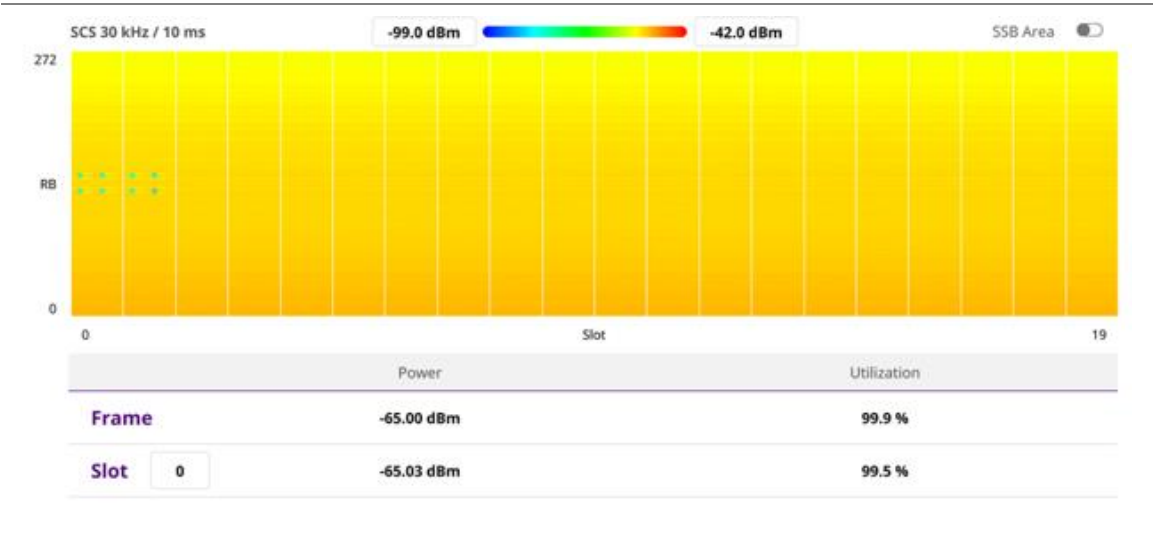 SCS 30 kHz / 10 ms -99.0 dBm -42.0 dBm SSB Area
272
RB
0
0 Slot 19
Power Utilization
Frame -65.00 dBm 99.9 %
Slot 0 -65.03 dBm 99.5 %